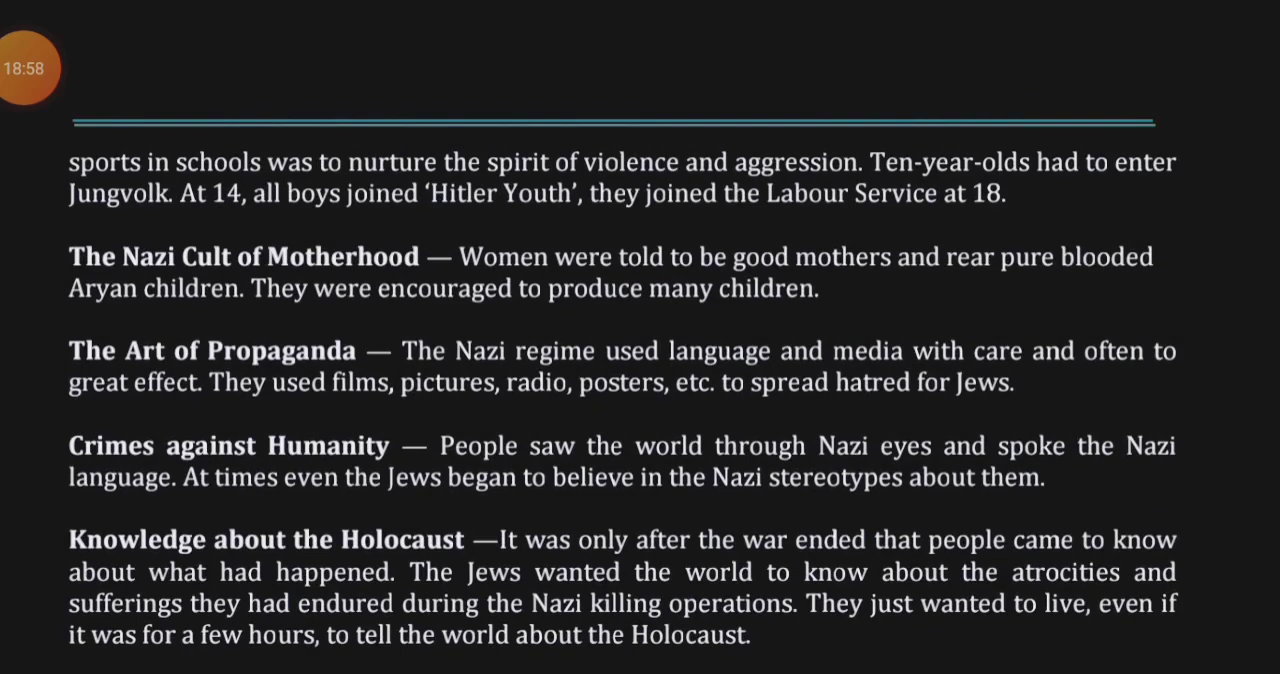 18:58
sports in schools was to nurture the spirit of violence and aggression. Ten-year-olds had to enter
Jungvolk. At 14, all boys joined ‘Hitler Youth’, they joined the Labour Service at 18.
The Nazi Cult of Motherhood — Women were told to be good mothers and rear pure blooded
Aryan children. They were encouraged to produce many children.
The Art of Propaganda — The Nazi regime used language and media with care and often to
great effect. They used films, pictures, radio, posters, etc. to spread hatred for Jews.
Crimes against Humanity — People saw the world through Nazi eyes and spoke the Nazi
language. At times even the Jews began to believe in the Nazi stereotypes about them.
Knowledge about the Holocaust —It was only after the war ended that people came to know
about what had happened. The Jews wanted the world to know about the atrocities and
sufferings they had endured during the Nazi killing operations. They just wanted to live, even if
it was for a few hours, to tell the world about the Holocaust.